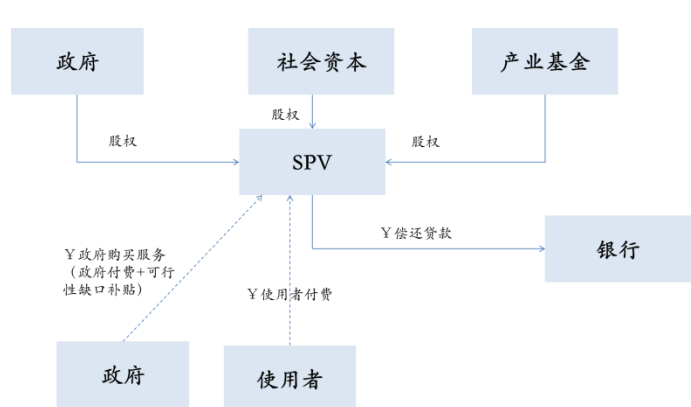 政府
社会资本
产业基金
股权
股权
股权
SPV
¥偿还贷款
银行
¥政府购买服务
（政府付费+可行
性缺口补贴）
¥使用者付费
政府
使用者